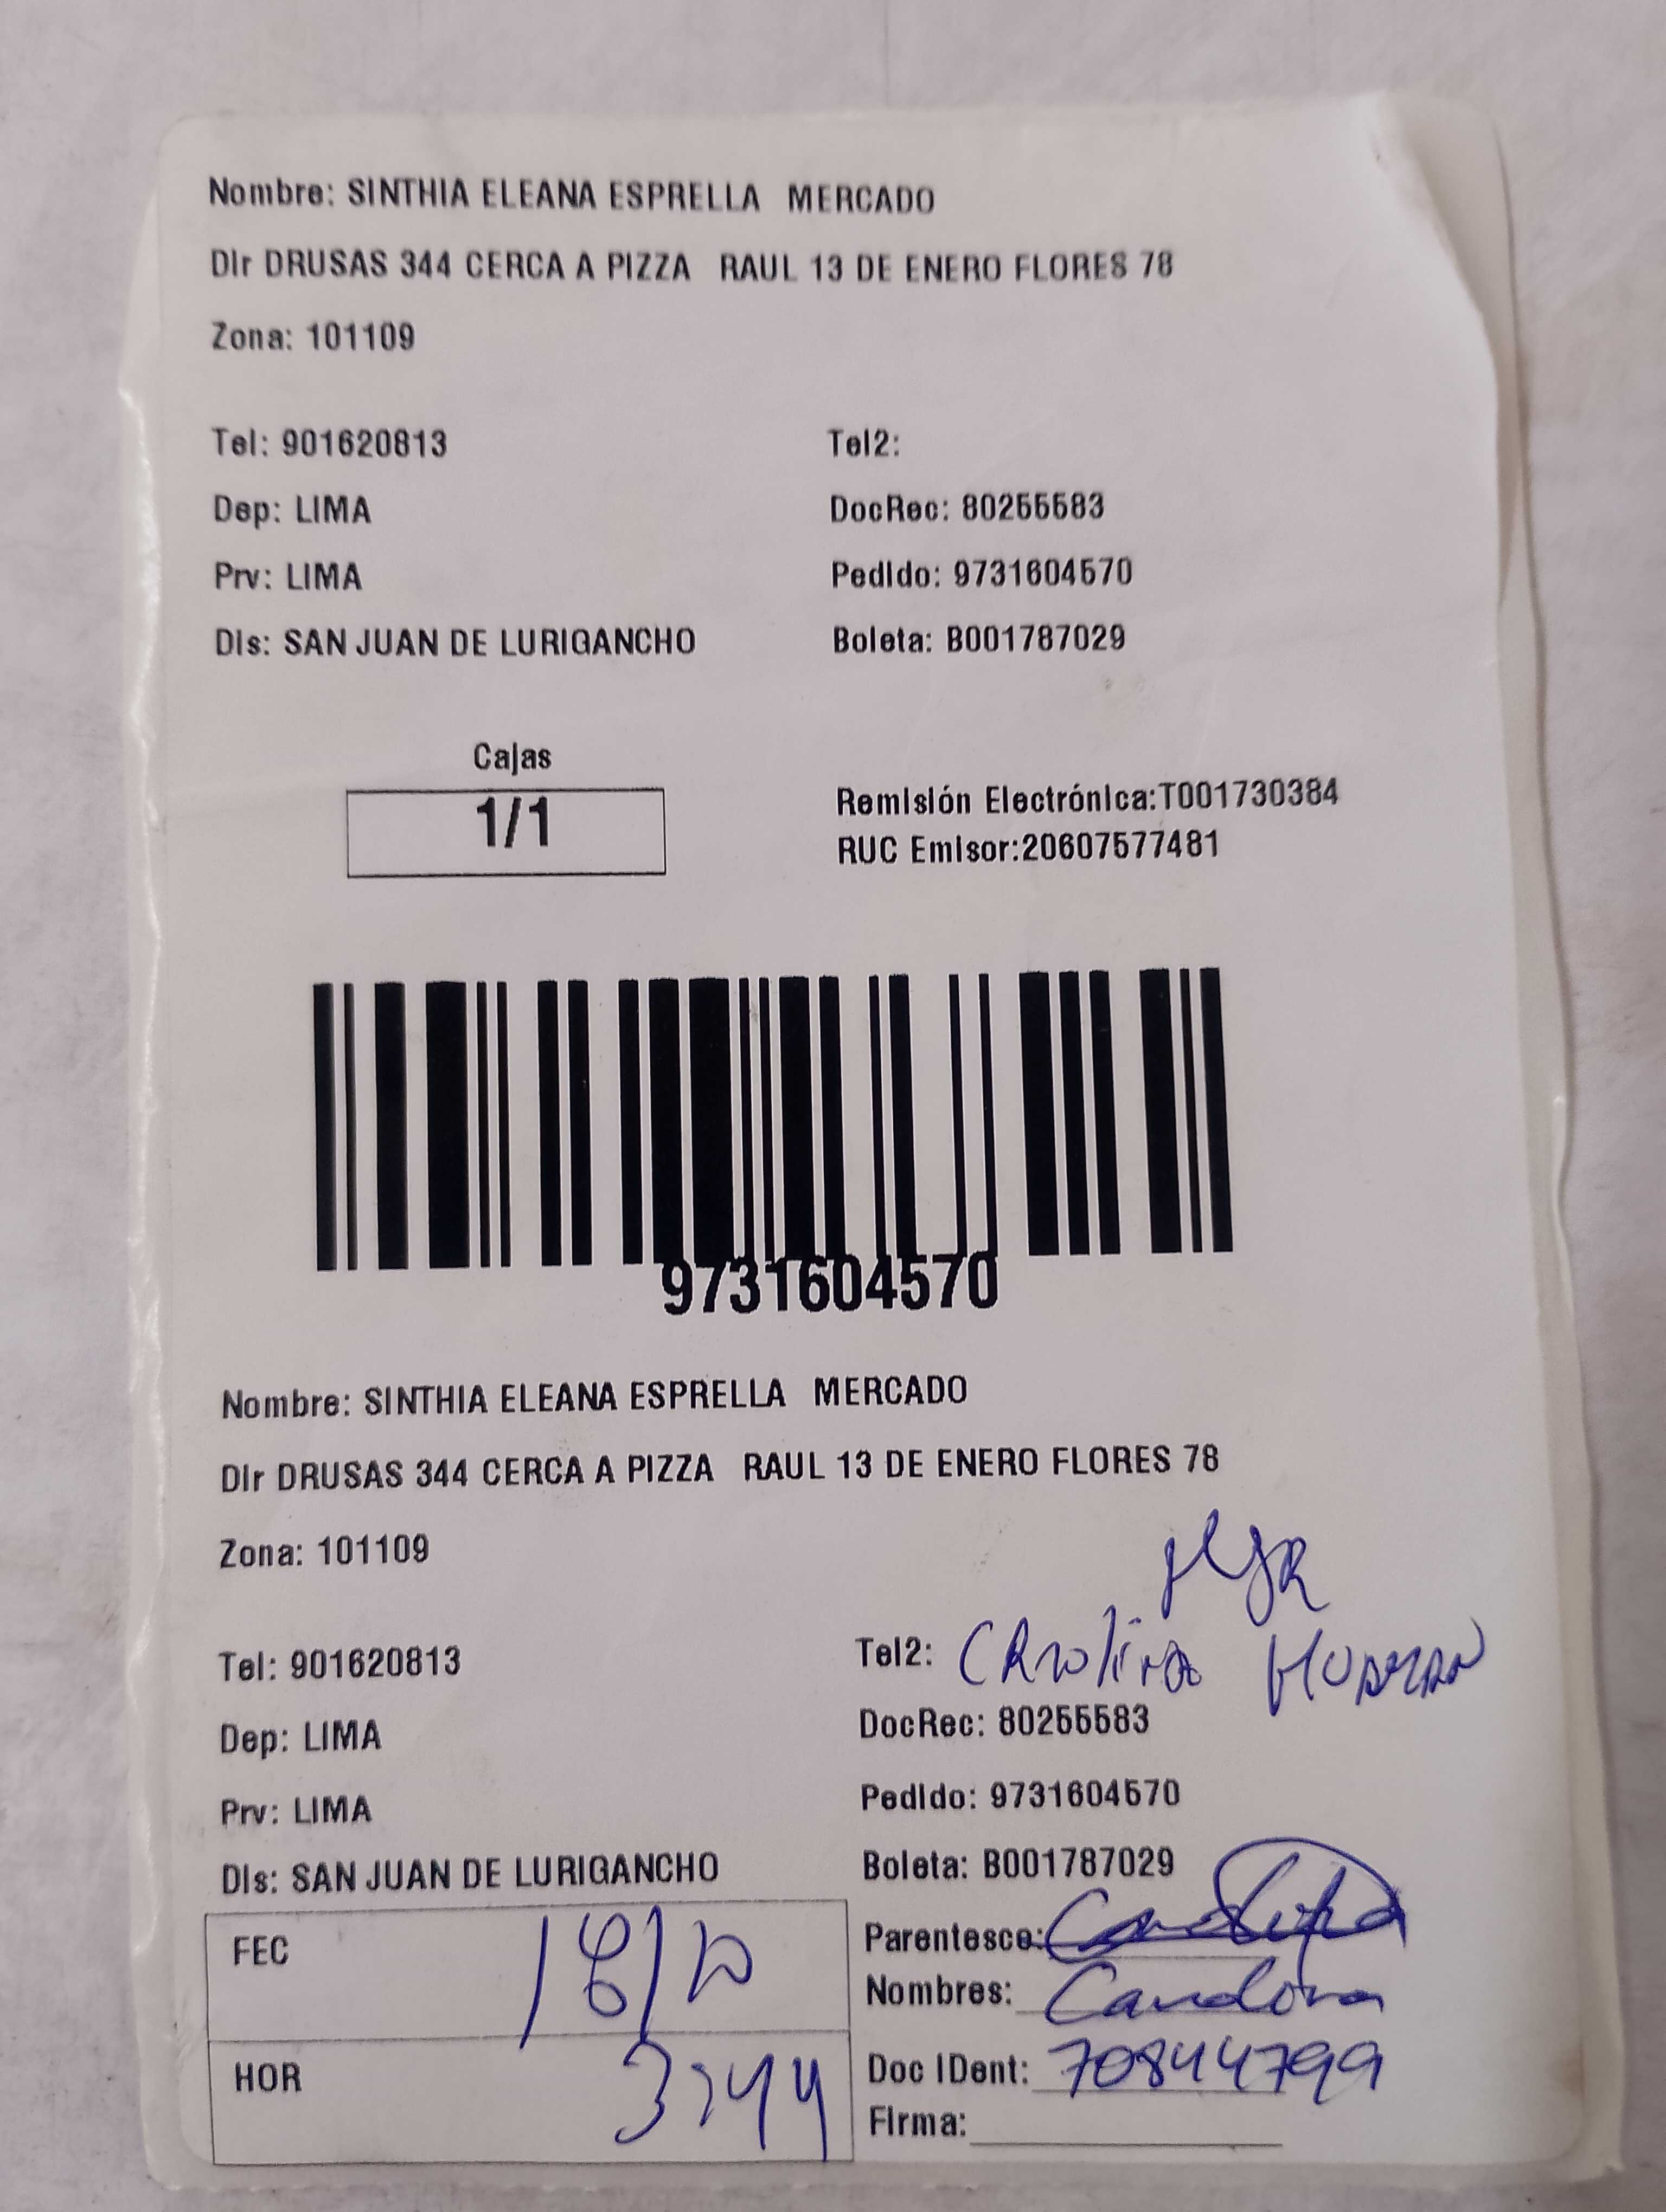 Nombre: SINTHIA ELEANA ESPRELLA MERCADO
Dir DRUSAS 344 CERCA A PIZZA RAUL 13 DE ENERO FLORES 78
Zona: 101109
Tel: 901620813 Tel2:
Dep: LIMA DocRec: 80255583
Prv: LIMA Pedido: 9731604570
Dis: SAN JUAN DE LURIGANCHO Boleta: B001787029
Cajas
1/1
Remisión Electrónica:T001730384
RUC Emisor:20607577481
9731604570
Nombre: SINTHIA ELEANA ESPRELLA MERCADO
Dir DRUSAS 344 CERCA A PIZZA RAUL 13 DE ENERO FLORES 78
Zona: 101109
Tel: 901620813 Tel2: CARolina
Dep: LIMA DocRec: 80255583
Prv: LIMA Pedido: 9731604570
Dis: SAN JUAN DE LURIGANCHO Boleta: B001787029
FEC Parentesco:
Nombres:
HOR Doc IDent: 70844799
Firma: